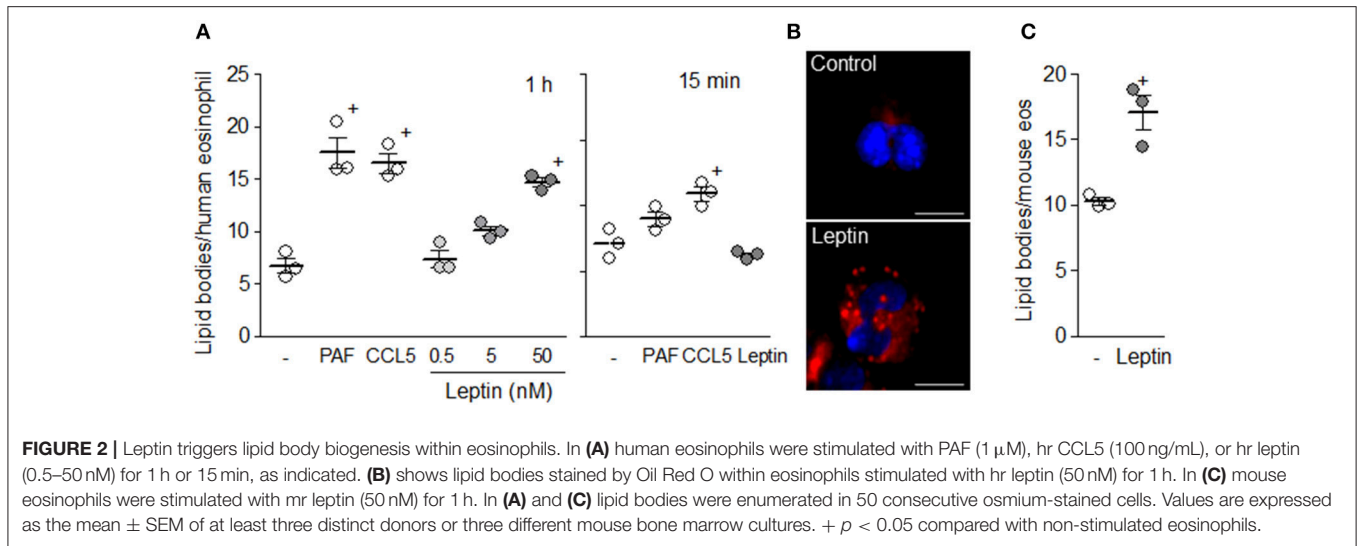 A
B
C
Lipid bodies/human eosinophil
25
20
15
10
5
0
1 h
15 min
+
+
+
+
- PAF CCL5 0.5 5 50
Leptin (nM)
- PAF CCL5 Leptin
Control
Leptin
Lipid bodies/mouse eos
20
15
10
5
0
+
- Leptin
FIGURE 2 | Leptin triggers lipid body biogenesis within eosinophils. In (A) human eosinophils were stimulated with PAF (1 μM), hr CCL5 (100 ng/mL), or hr leptin
(0.5–50 nM) for 1 h or 15 min, as indicated. (B) shows lipid bodies stained by Oil Red O within eosinophils stimulated with hr leptin (50 nM) for 1 h. In (C) mouse
eosinophils were stimulated with mr leptin (50 nM) for 1 h. In (A) and (C) lipid bodies were enumerated in 50 consecutive osmium-stained cells. Values are expressed
as the mean ± SEM of at least three distinct donors or three different mouse bone marrow cultures. + p < 0.05 compared with non-stimulated eosinophils.